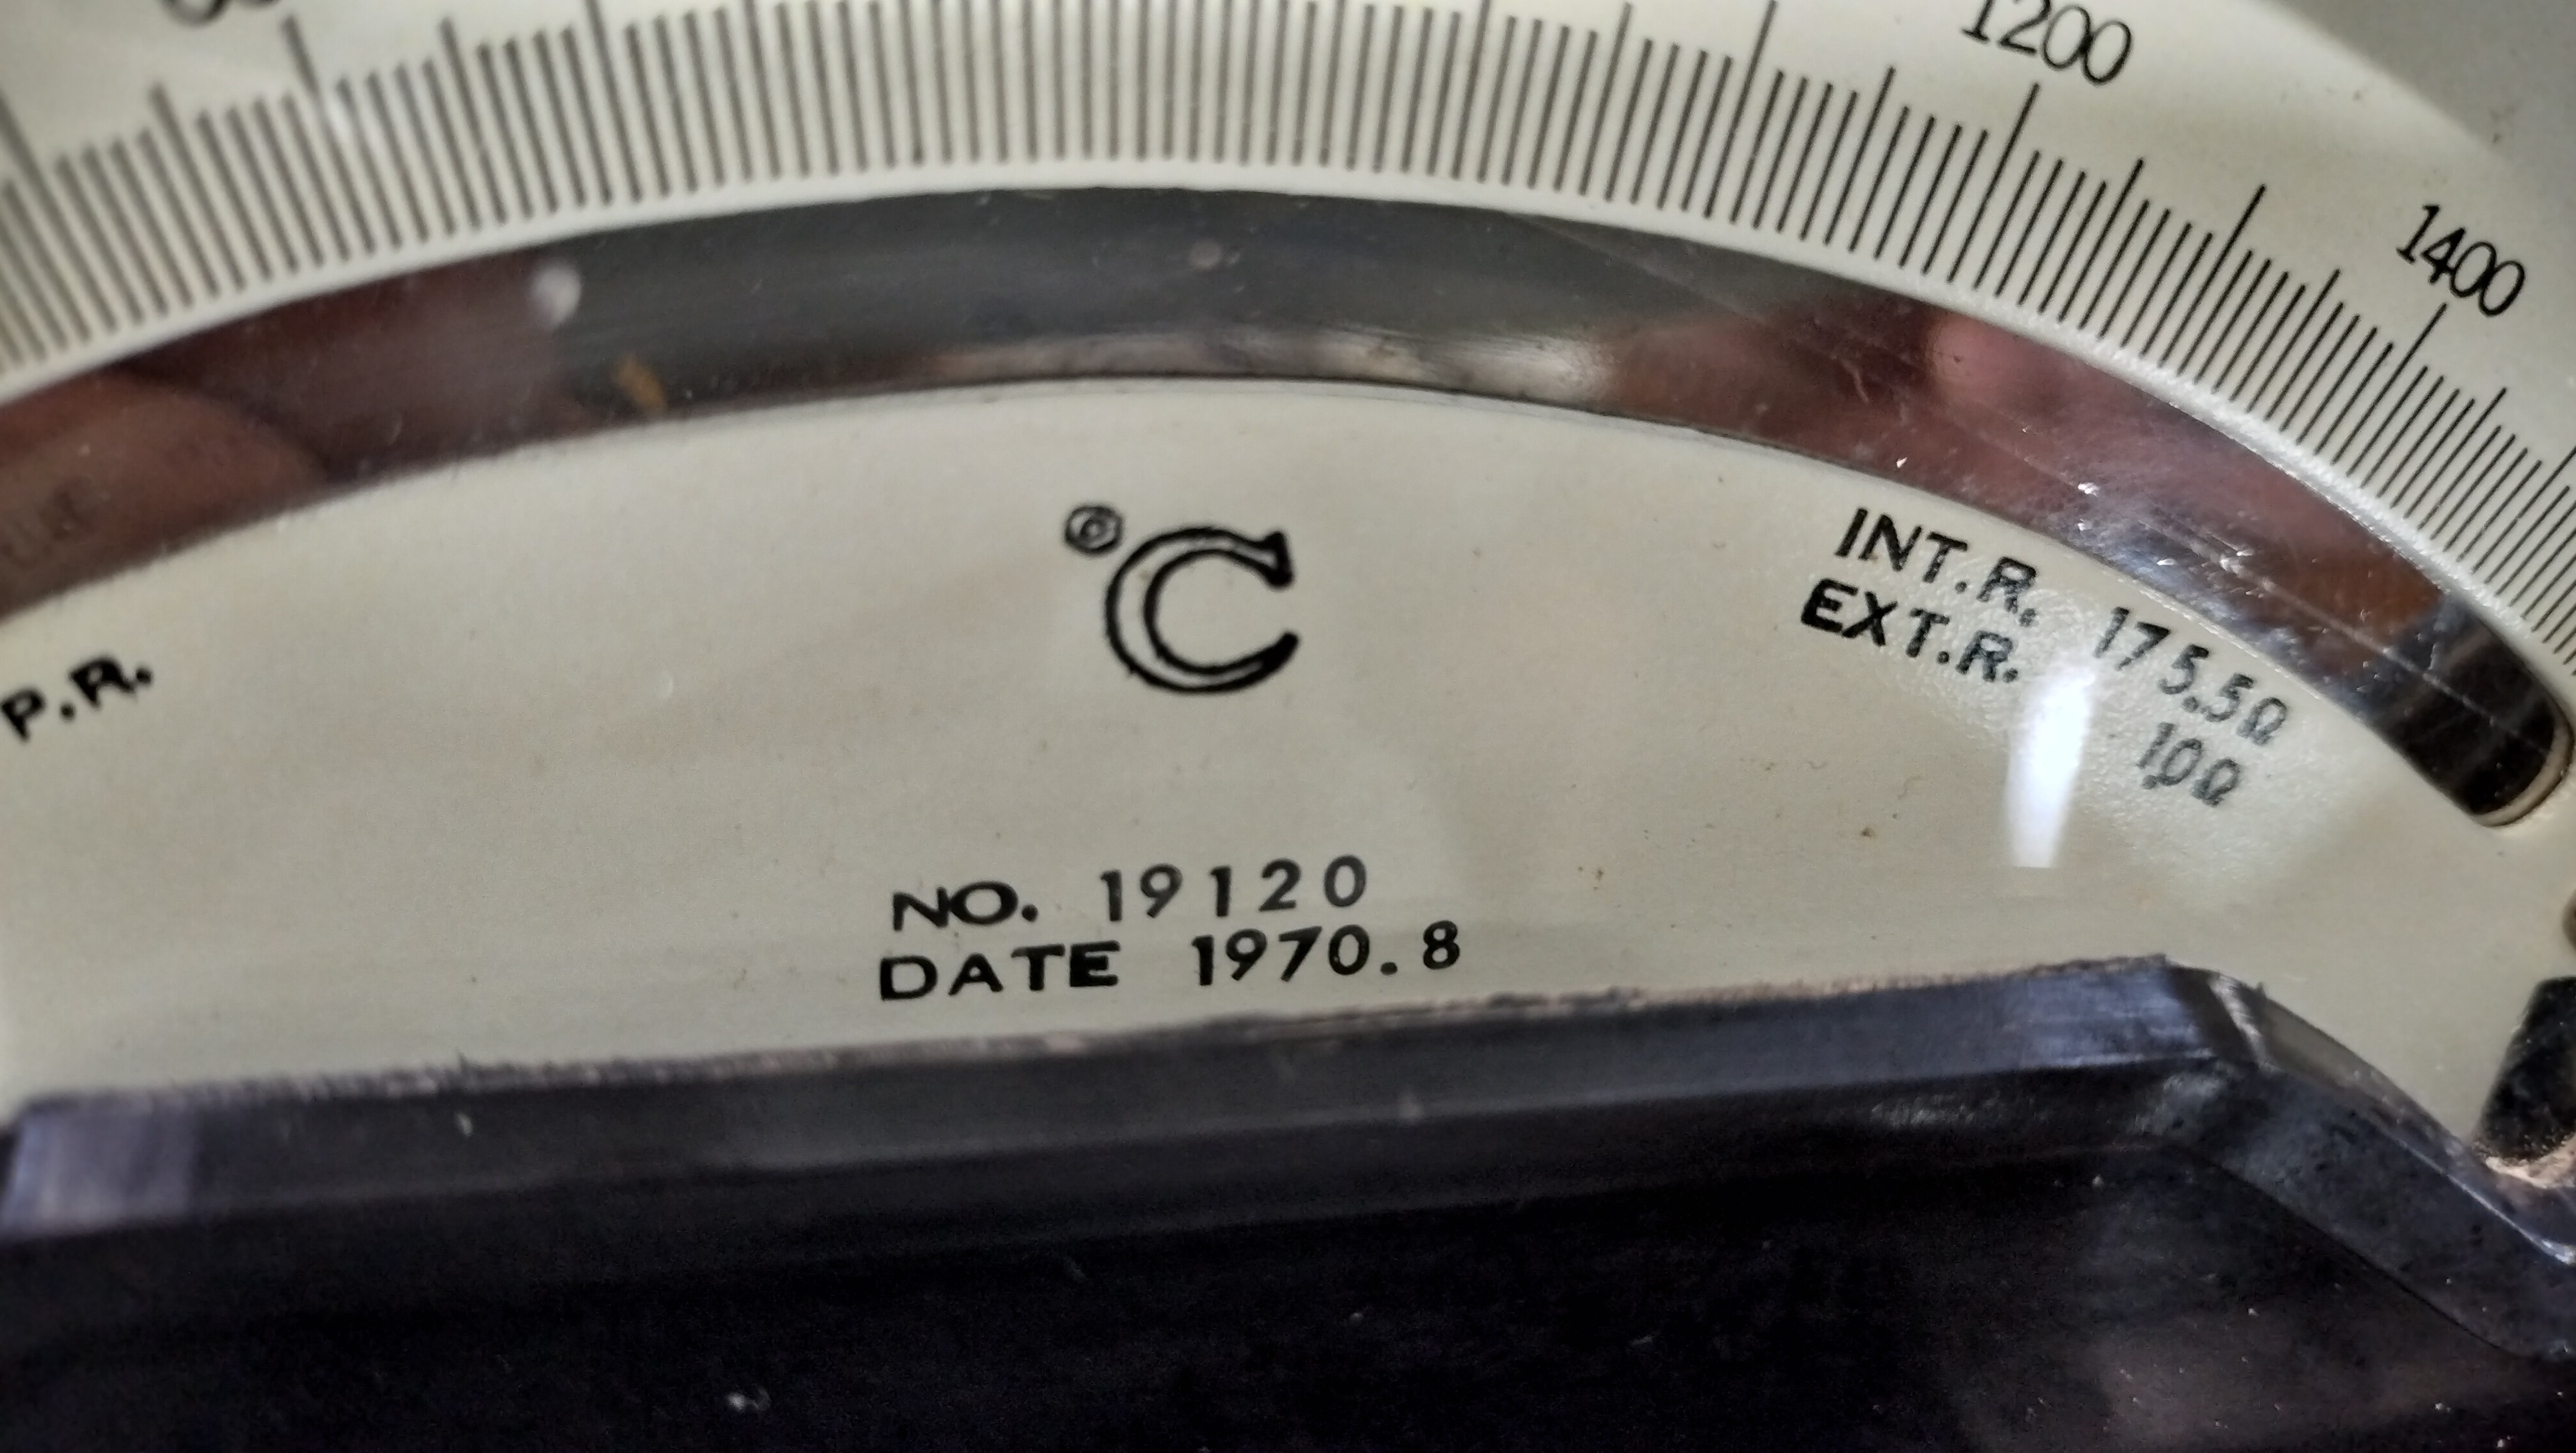 1200
1400
°C
P.R.
INT.R. 175.5Ω
EXT.R. 10Ω
NO. 19120
DATE 1970.8